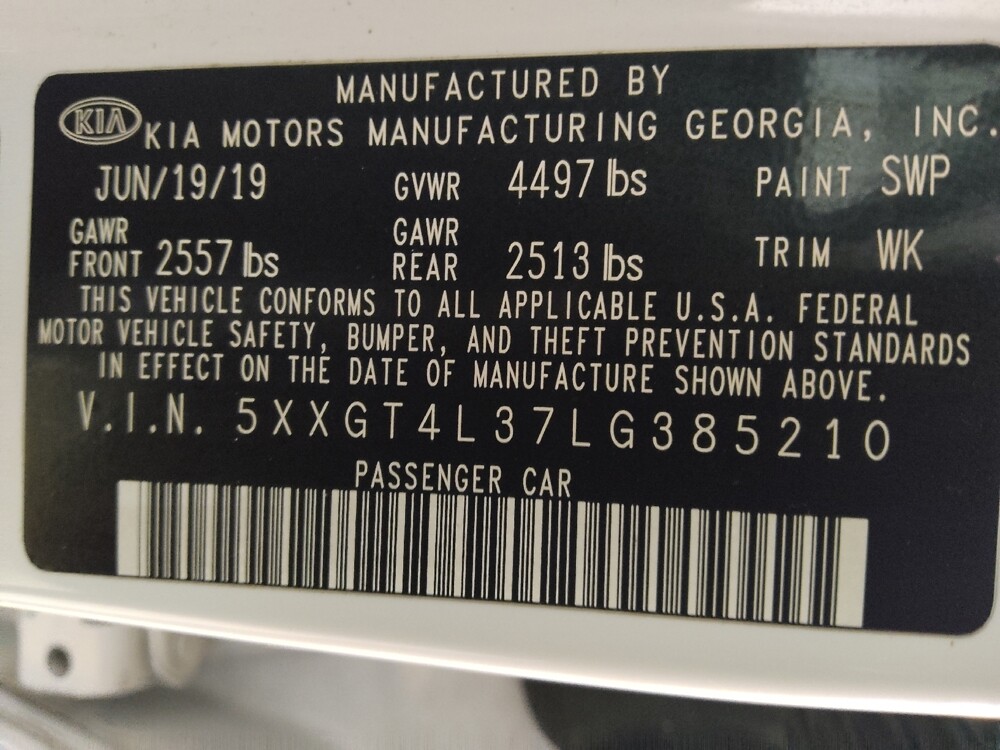 MANUFACTURED BY
KIA KIA MOTORS MANUFACTURING GEORGIA, INC.
JUN/19/19 GVWR 4497 lbs PAINT SWP
GAWR FRONT 2557 lbs GAWR REAR 2513 lbs TRIM WK
THIS VEHICLE CONFORMS TO ALL APPLICABLE U.S.A. FEDERAL
MOTOR VEHICLE SAFETY, BUMPER, AND THEFT PREVENTION STANDARDS
IN EFFECT ON THE DATE OF MANUFACTURE SHOWN ABOVE.
V.I.N. 5XXGT4L37LG385210
PASSENGER CAR